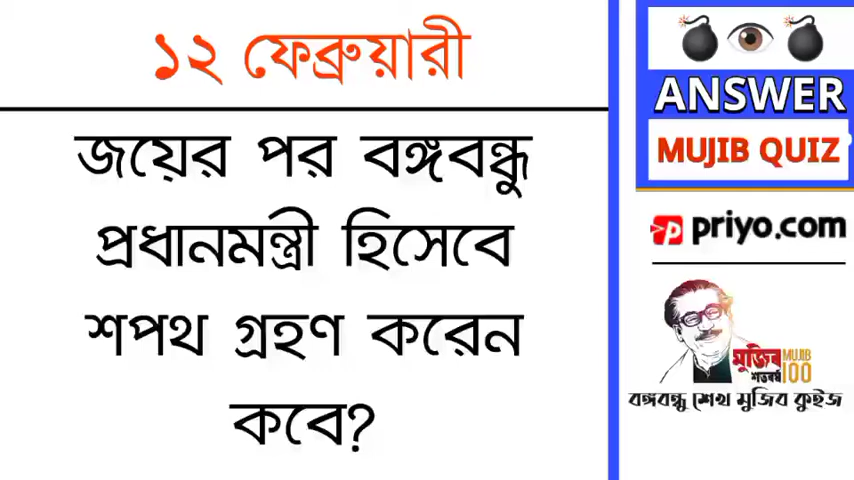 ১২ ফেব্রুয়ারী
জয়ের পর বঙ্গবন্ধু
প্রধানমন্ত্রী হিসেবে
শপথ গ্রহণ করেন
কবে?
ANSWER
MUJIB QUIZ
priyo.com
মুজিব MUJIB
শতবর্ষ 100
বঙ্গবন্ধু শেখ মুজিব কুইজ